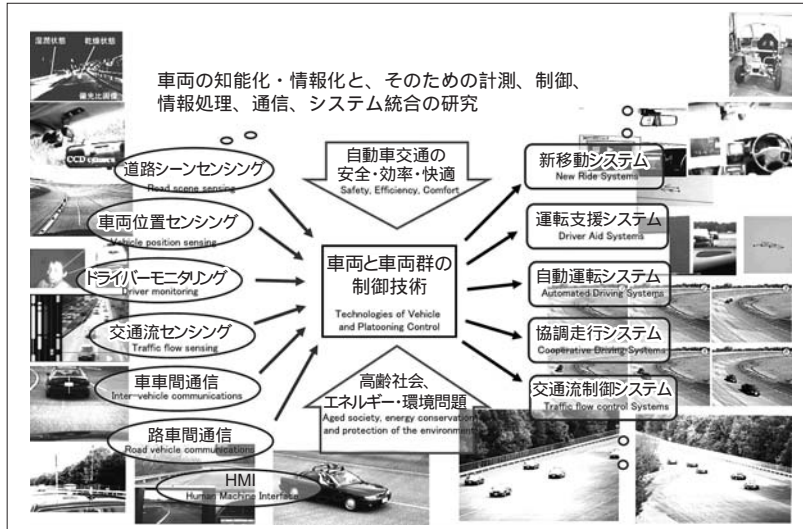 湿潤状態 乾燥状態
偏光比画像
車両の知能化・情報化と、そのための計測、制御、
情報処理、通信、システム統合の研究
CCD camera
道路シーンセンシング
Road scene sensing
車両位置センシング
Vehicle position sensing
ドライバーモニタリング
Driver monitoring
交通流センシング
Traffic flow sensing
車車間通信
Inter-vehicle communications
路車間通信
Road vehicle communications
HMI
Human Machine Interface
自動車交通の
安全・効率・快適
Safety, Efficiency, Comfort
車両と車両群の
制御技術
Technologies of Vehicle
and Platooning Control
高齢社会、
エネルギー・環境問題
Aged society, energy conservation
and protection of the environment
新移動システム
New Ride Systems
運転支援システム
Driver Aid Systems
自動運転システム
Automated Driving Systems
協調走行システム
Cooperative Driving Systems
交通流制御システム
Traffic flow control Systems